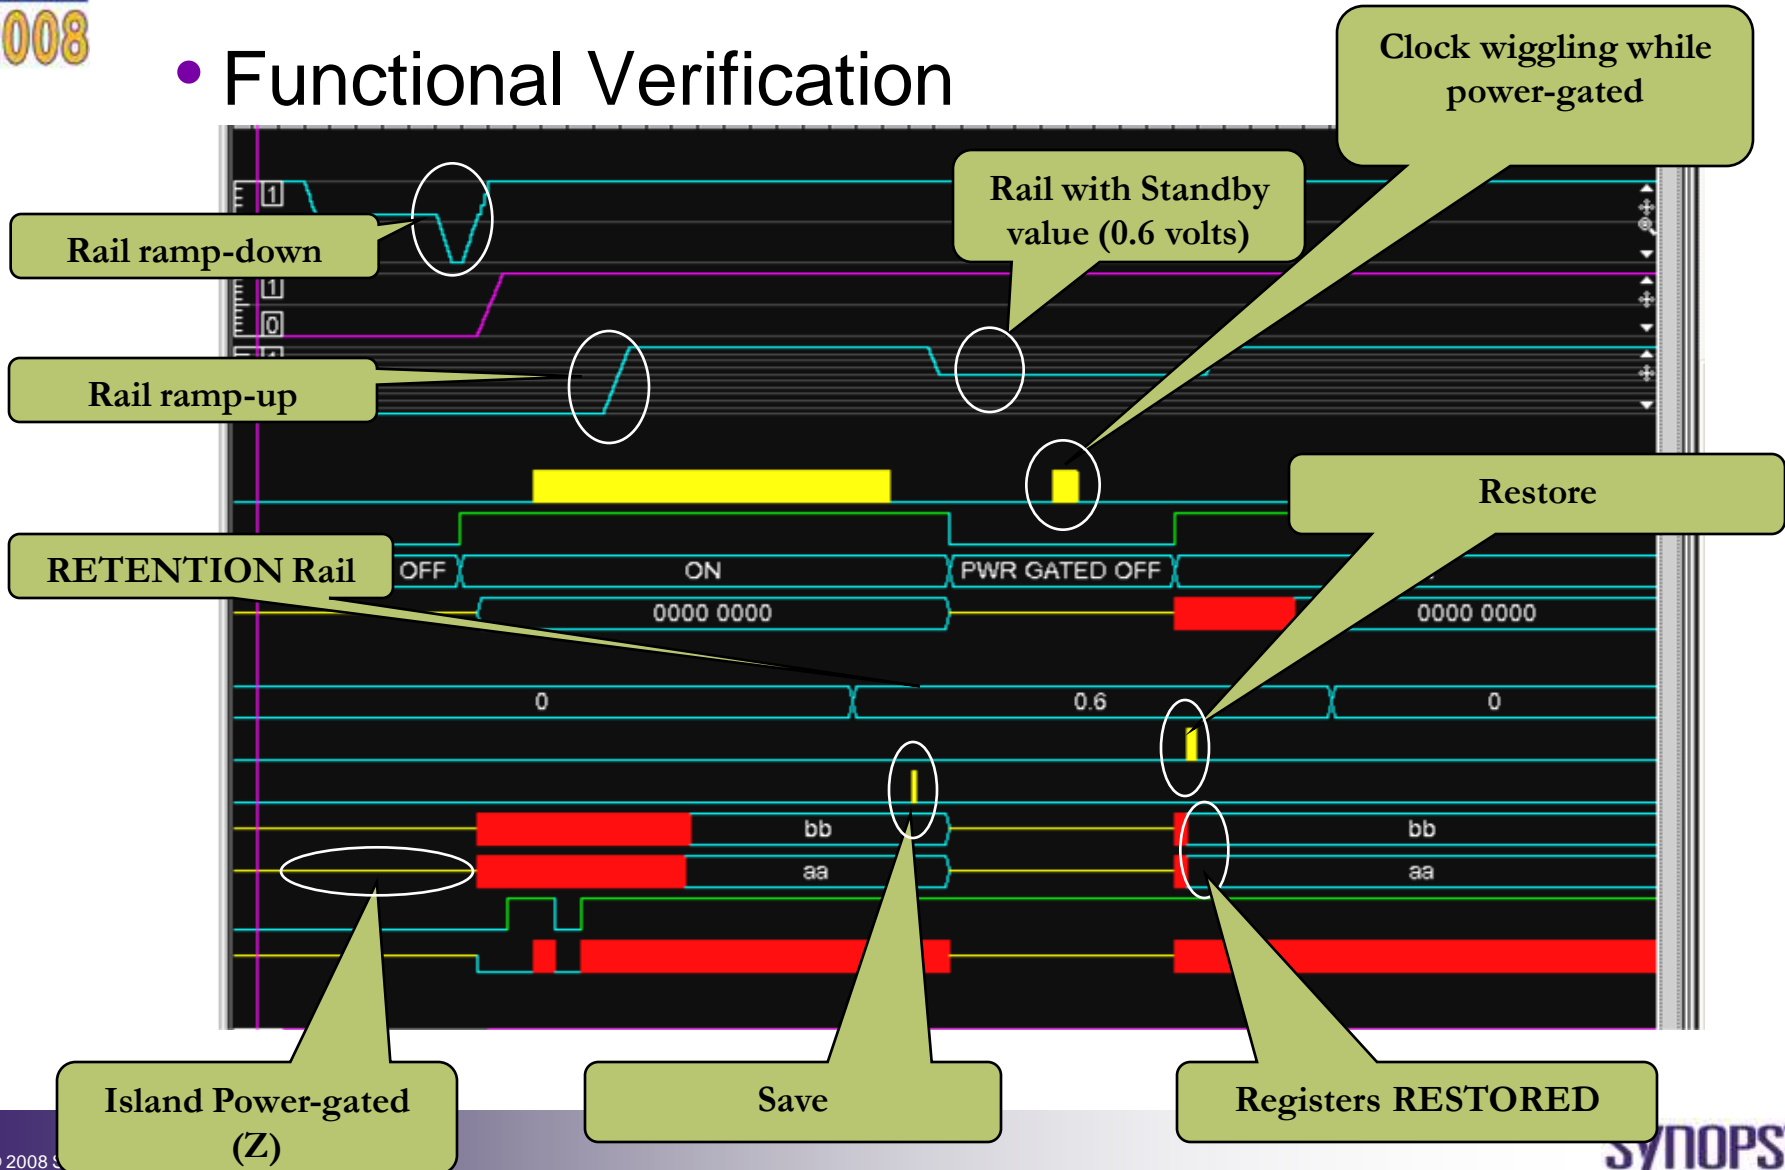 008
• Functional Verification
Clock wiggling while
power-gated
Rail with Standby
value (0.6 volts)
1
Rail ramp-down
1
0
Rail ramp-up
Restore
RETENTION Rail
OFF
ON
PWR GATED OFF
0000 0000
0000 0000
0
0.6
0
bb
bb
aa
aa
Island Power-gated
(Z)
Save
Registers RESTORED
2008
SYNOPS